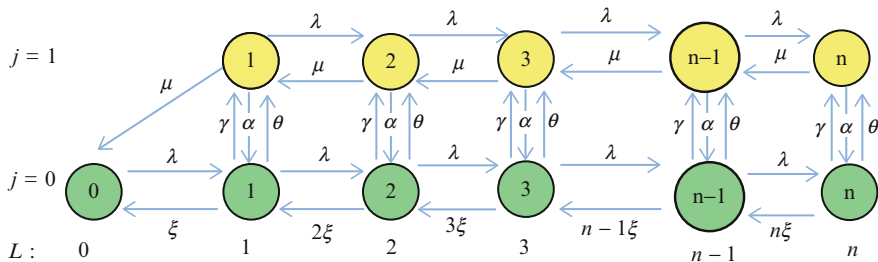 λ λ λ λ
j = 1 1 2 3 n–1 n
μ μ μ μ μ
γ α θ γ α θ γ α θ γ α θ γ α θ
λ λ λ λ λ
j = 0 0 1 2 3 n–1 n
ξ 2ξ 3ξ n – 1ξ nξ
L : 0 1 2 3 n – 1 n